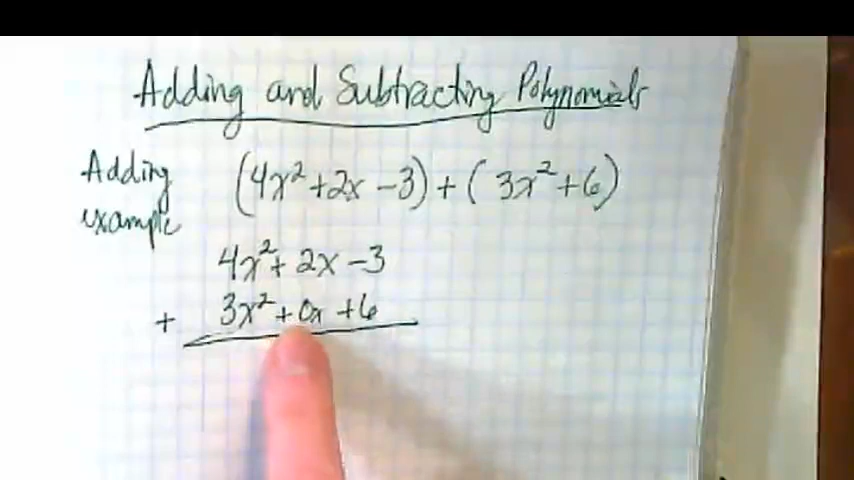 Adding and Subtracting Polynomials
Adding example (4x²+2x-3)+(3x²+6)
4x²+2x-3
+ 3x²+0x+6